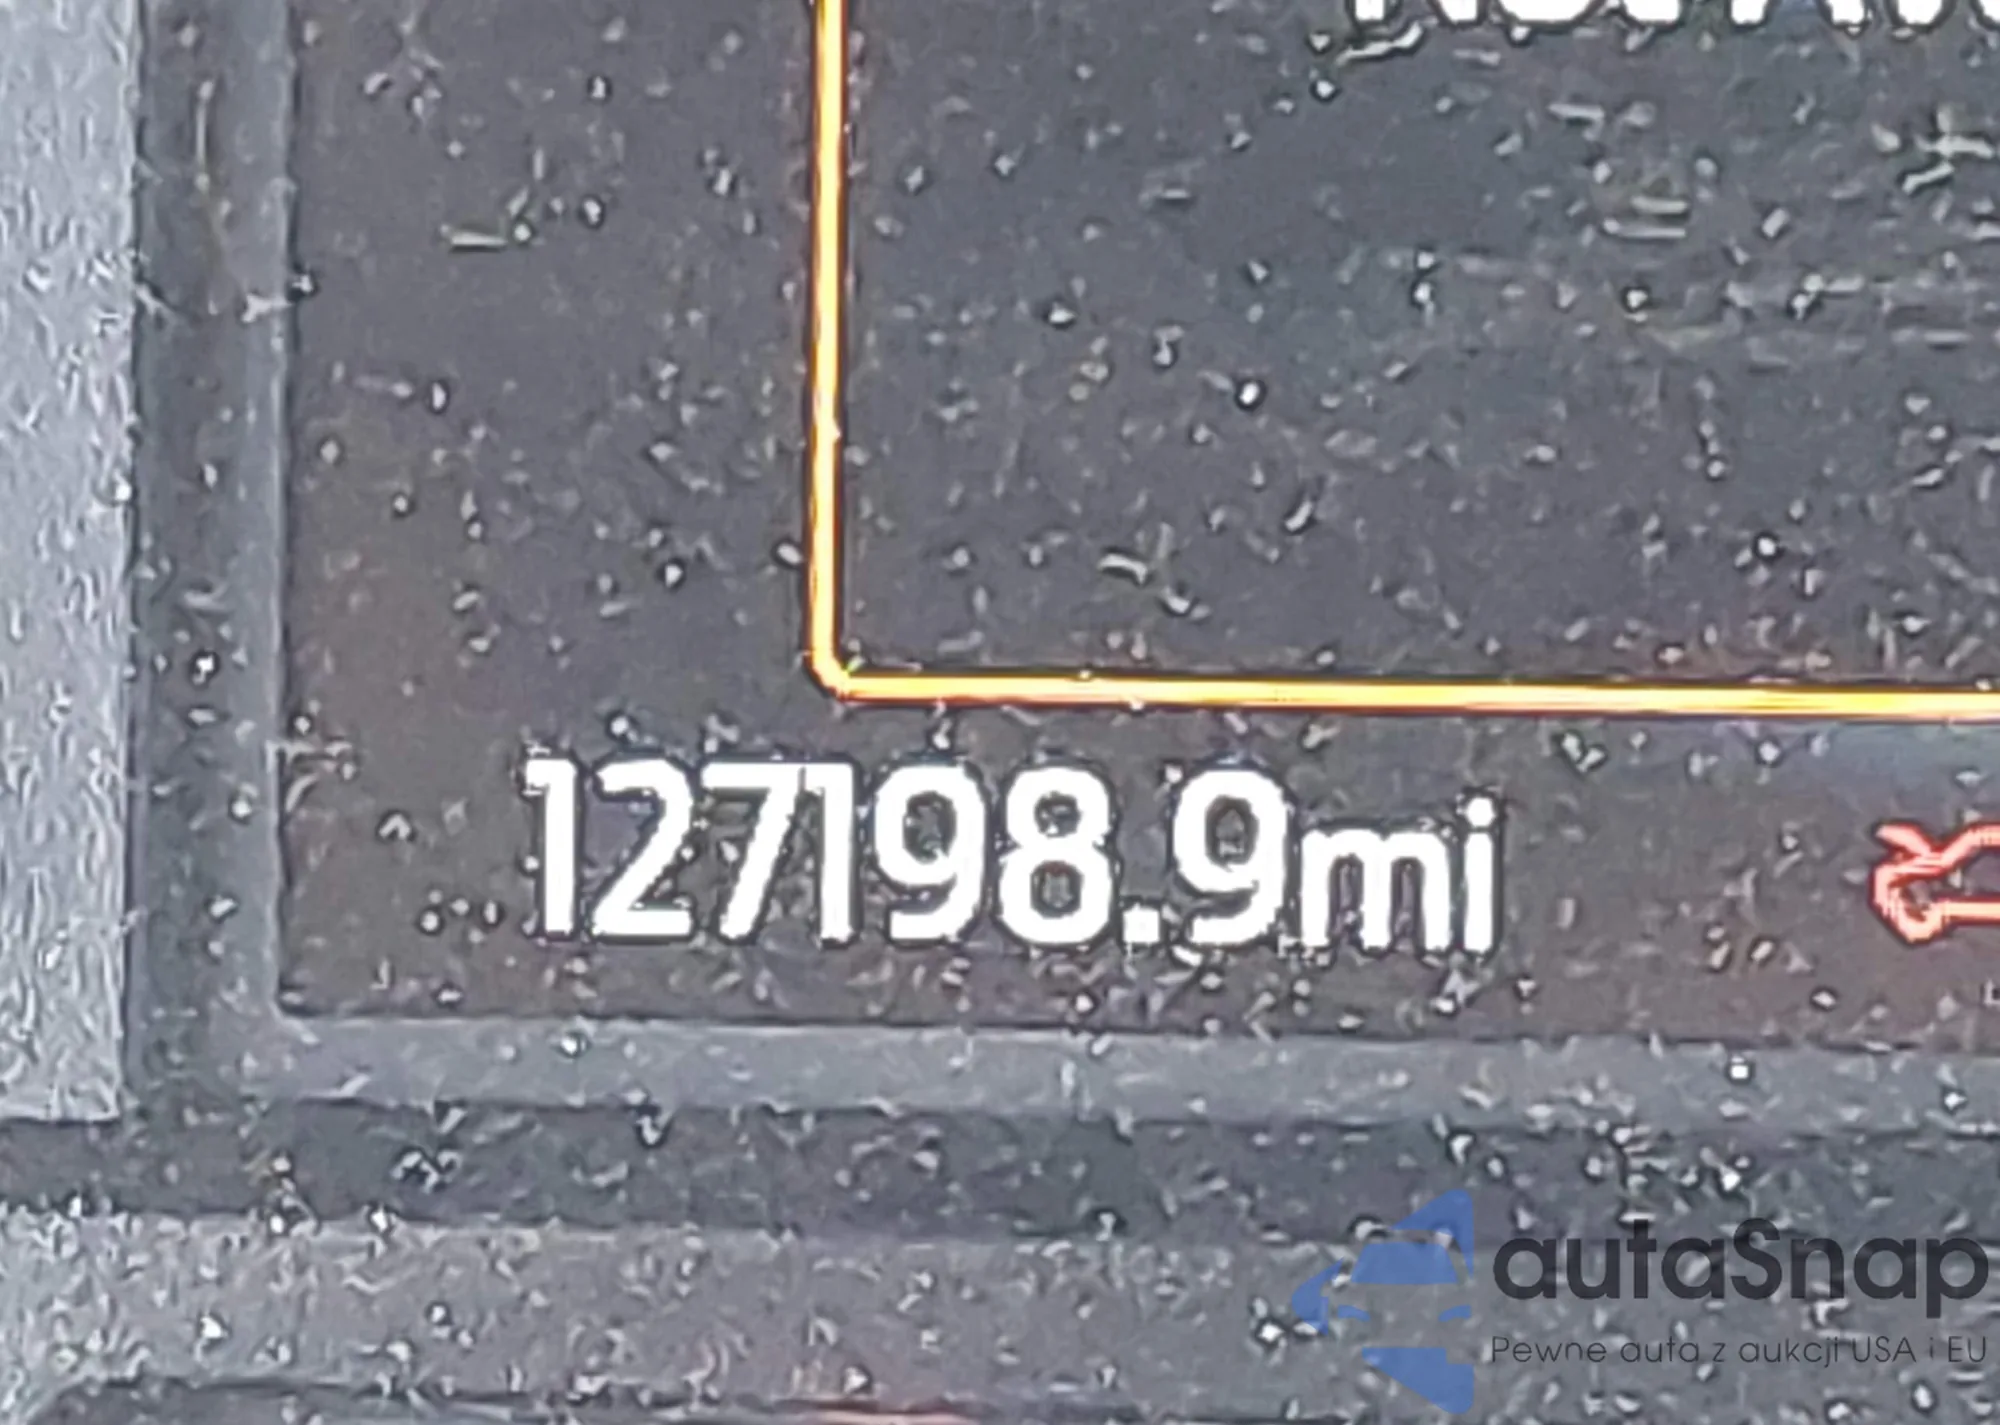 127198.9mi
autaSnap
Pewne auta z aukcji USA i EU